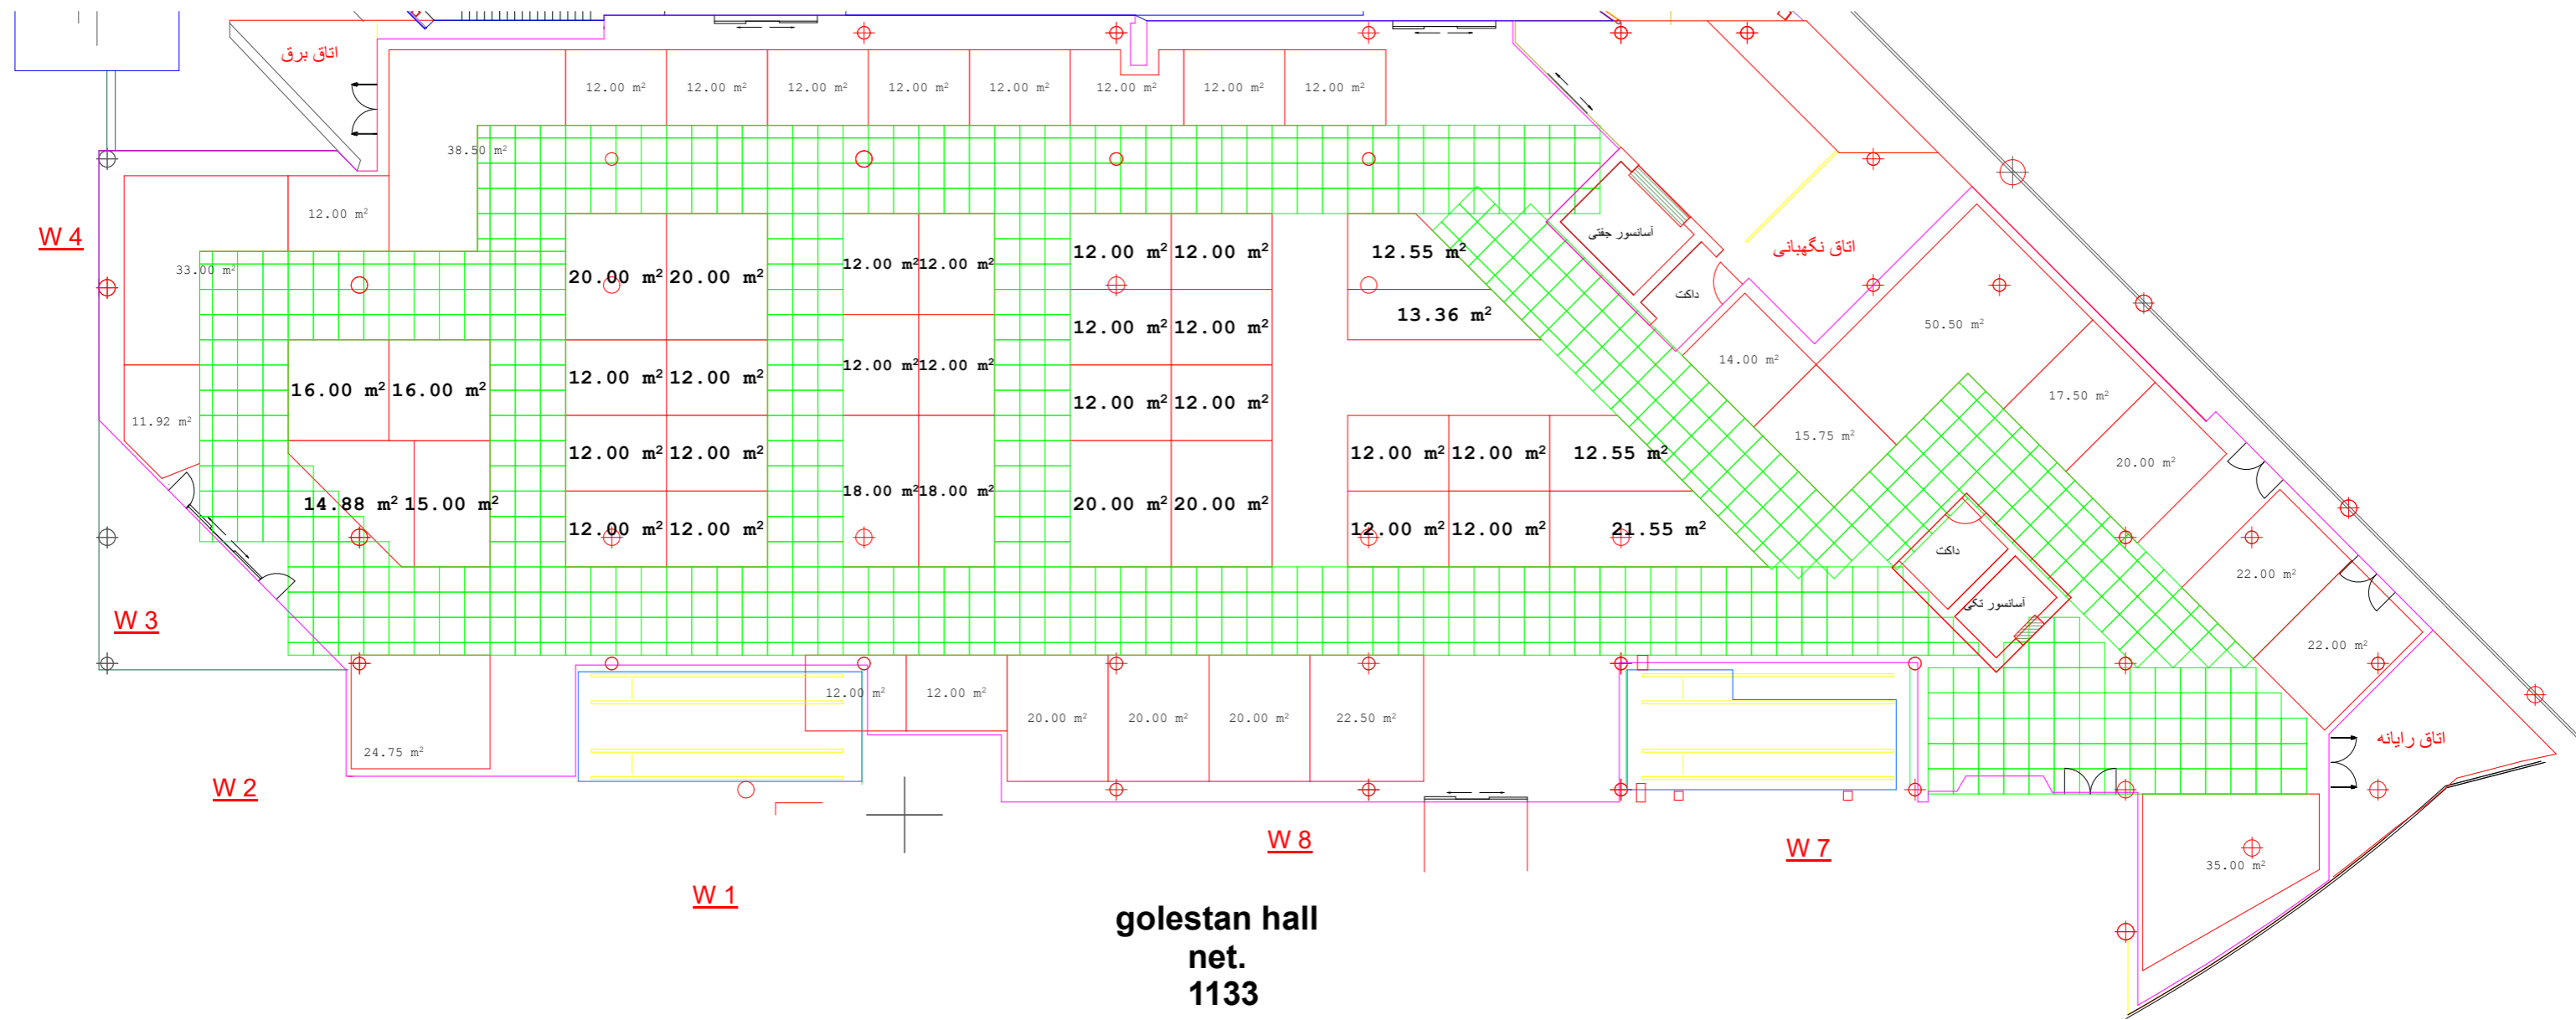 اتاق برق
12.00 m² 12.00 m² 12.00 m² 12.00 m² 12.00 m² 12.00 m² 12.00 m² 12.00 m²
38.50 m²
12.00 m²
W 4
33.00 m²
20.00 m² 20.00 m²
12.00 m² 12.00 m²
12.00 m² 12.00 m²
12.55 m²
آسانسور جفتی
اتاق نگهبانی
داکت
13.36 m²
12.00 m² 12.00 m²
50.50 m²
14.00 m²
12.00 m² 12.00 m²
16.00 m² 16.00 m²
12.00 m² 12.00 m²
12.00 m² 12.00 m²
17.50 m²
11.92 m²
15.75 m²
12.00 m² 12.00 m²
12.00 m² 12.00 m² 12.55 m²
20.00 m²
18.00 m² 18.00 m²
14.88 m² 15.00 m²
20.00 m² 20.00 m²
12.00 m² 12.00 m²
12.00 m² 12.00 m² 21.55 m²
داکت
22.00 m²
آسانسور تکی
W 3
22.00 m²
12.00 m² 12.00 m²
20.00 m² 20.00 m² 20.00 m² 22.50 m²
اتاق رایانه
24.75 m²
W 2
W 8
W 7
35.00 m²
W 1
golestan hall
net.
1133